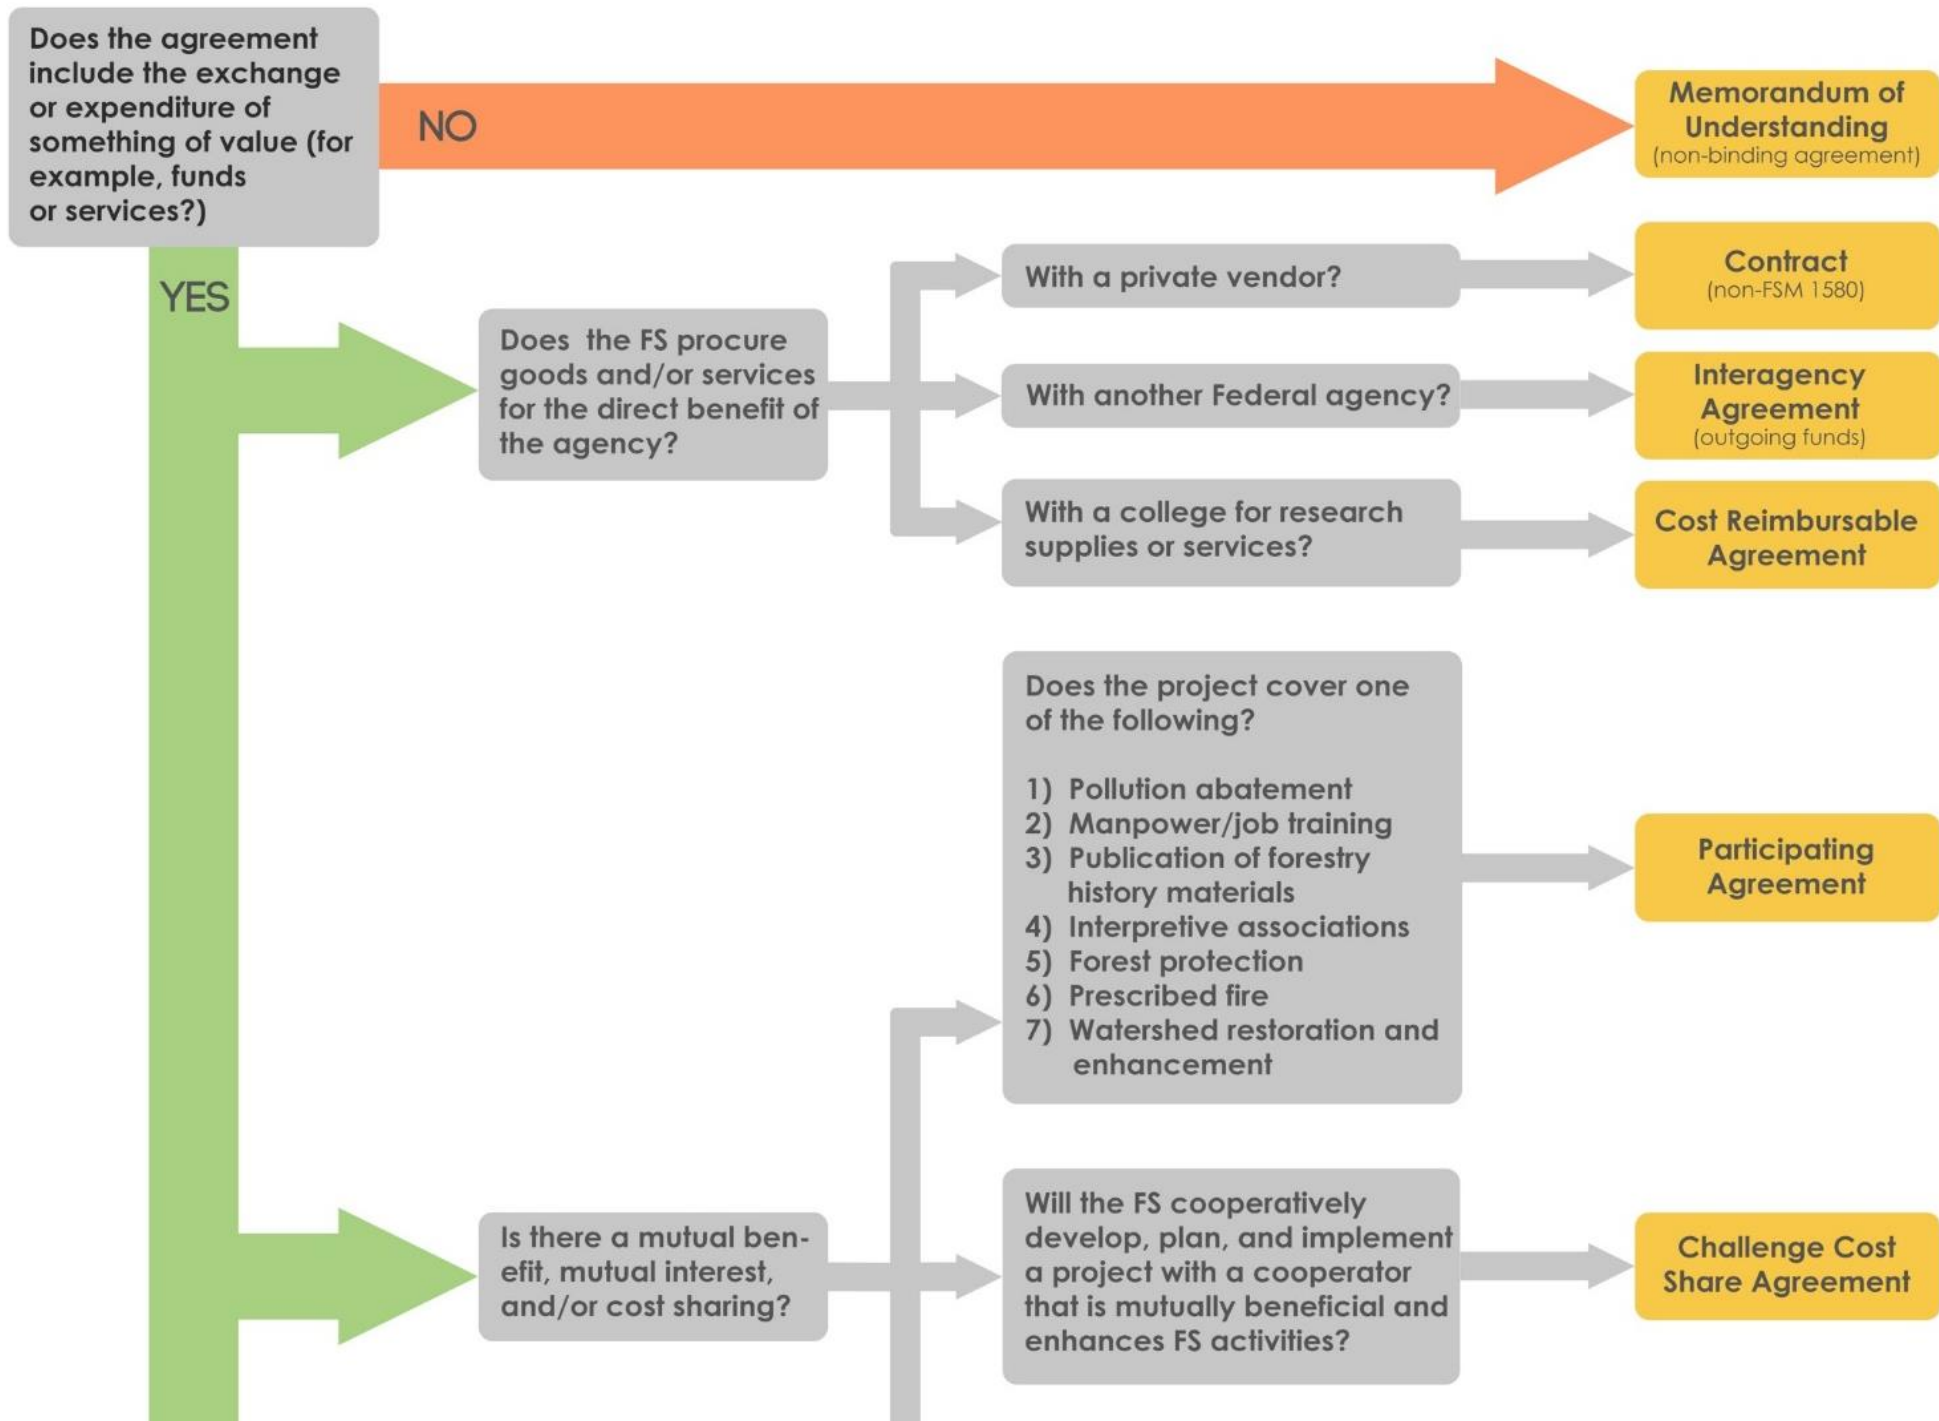 Does the agreement
include the exchange
or expenditure of
something of value (for
example, funds
or services?)
NO
Memorandum of
Understanding
(non-binding agreement)
YES
Does the FS procure
goods and/or services
for the direct benefit of
the agency?
With a private vendor?
Contract
(non-FSM 1580)
With another Federal agency?
Interagency
Agreement
(outgoing funds)
With a college for research
supplies or services?
Cost Reimbursable
Agreement
Does the project cover one
of the following?
1) Pollution abatement
2) Manpower/job training
3) Publication of forestry
history materials
4) Interpretive associations
5) Forest protection
6) Prescribed fire
7) Watershed restoration and
enhancement
Participating
Agreement
Is there a mutual ben-
efit, mutual interest,
and/or cost sharing?
Will the FS cooperatively
develop, plan, and implement
a project with a cooperator
that is mutually beneficial and
enhances FS activities?
Challenge Cost
Share Agreement